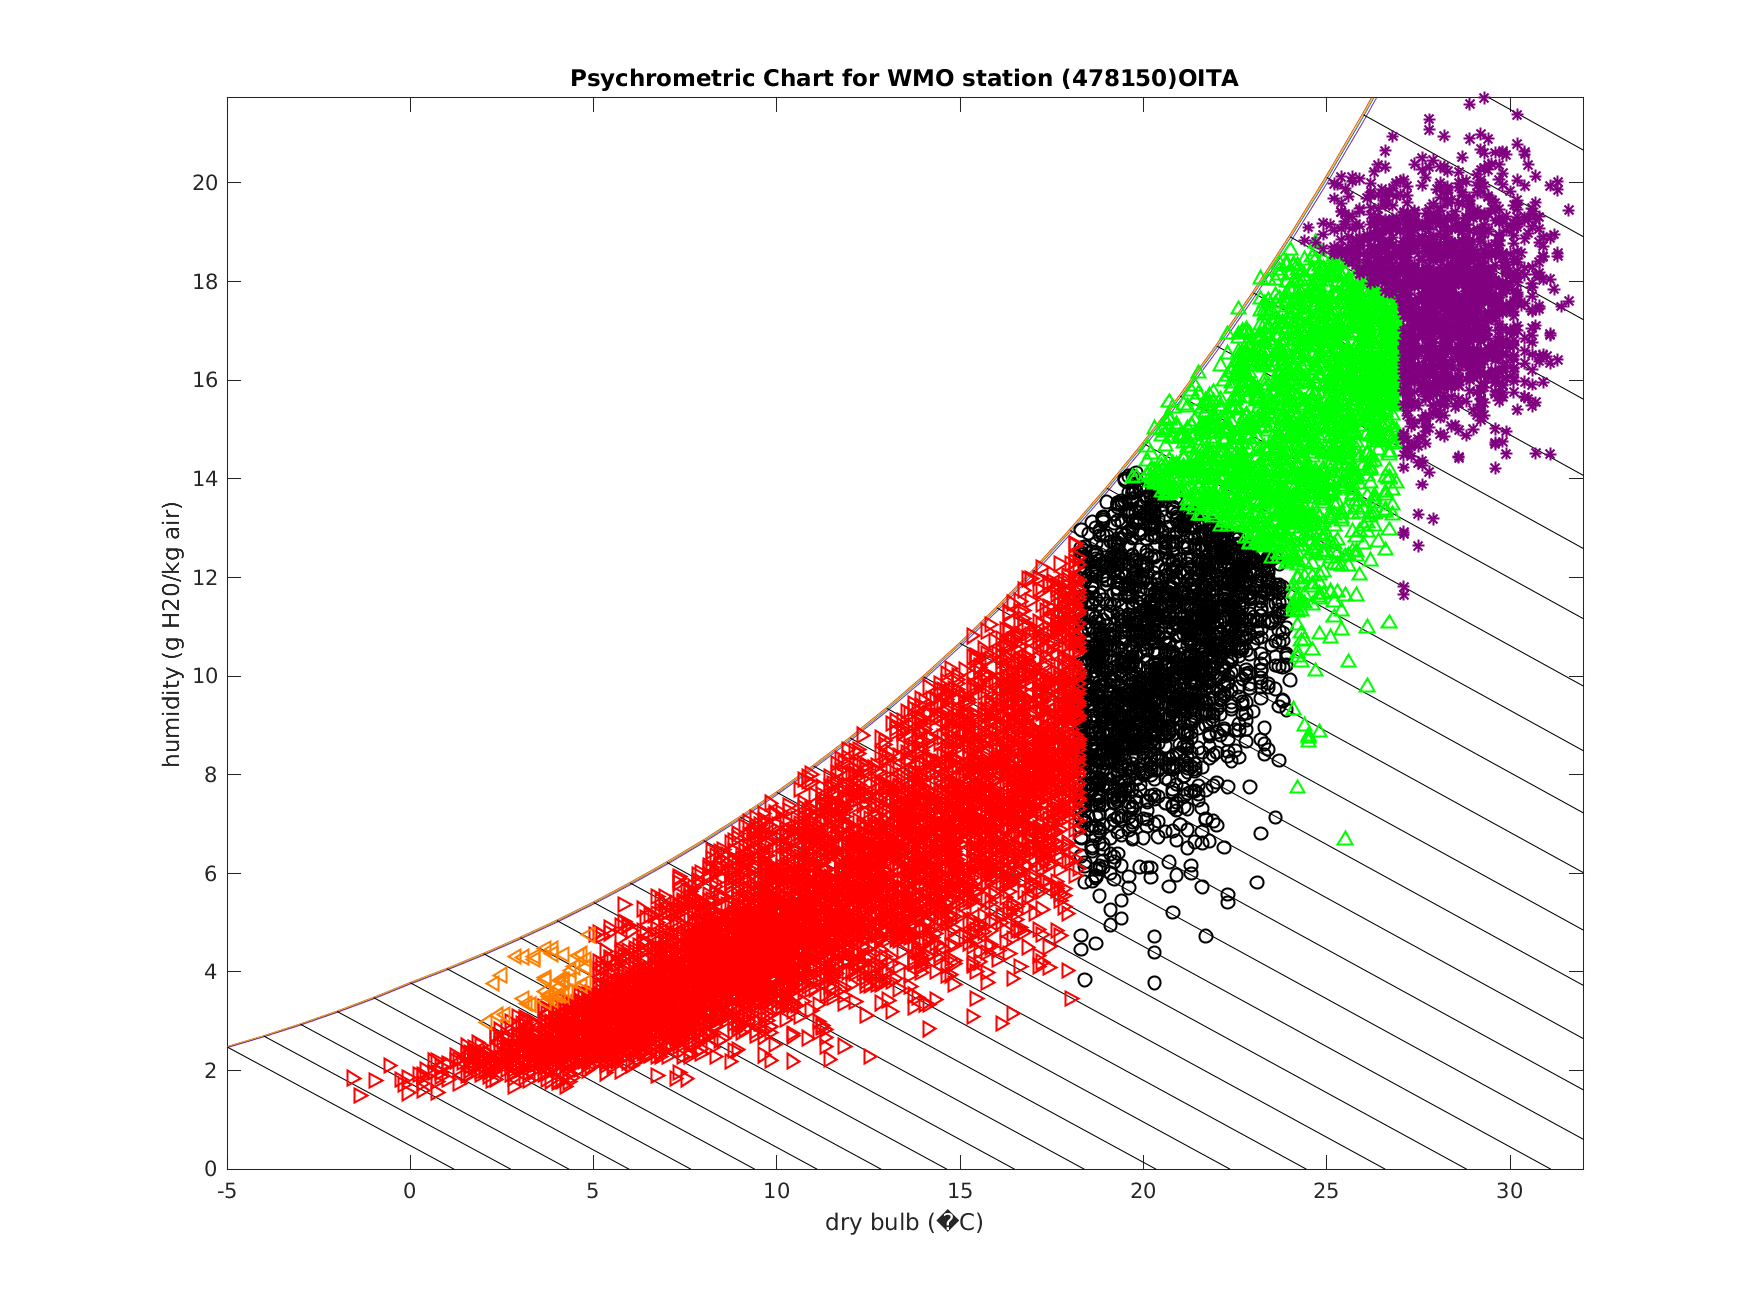 Psychrometric Chart for WMO station (478150)OITA
humidity (g H20/kg air)
20
18
16
14
12
10
8
6
4
2
0
-5 0 5 10 15 20 25 30
dry bulb (�C)